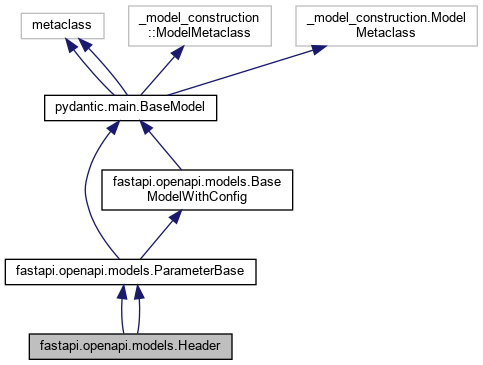 metaclass
_model_construction
::ModelMetaclass
_model_construction.Model
Metaclass
pydantic.main.BaseModel
fastapi.openapi.models.Base
ModelWithConfig
fastapi.openapi.models.ParameterBase
fastapi.openapi.models.Header